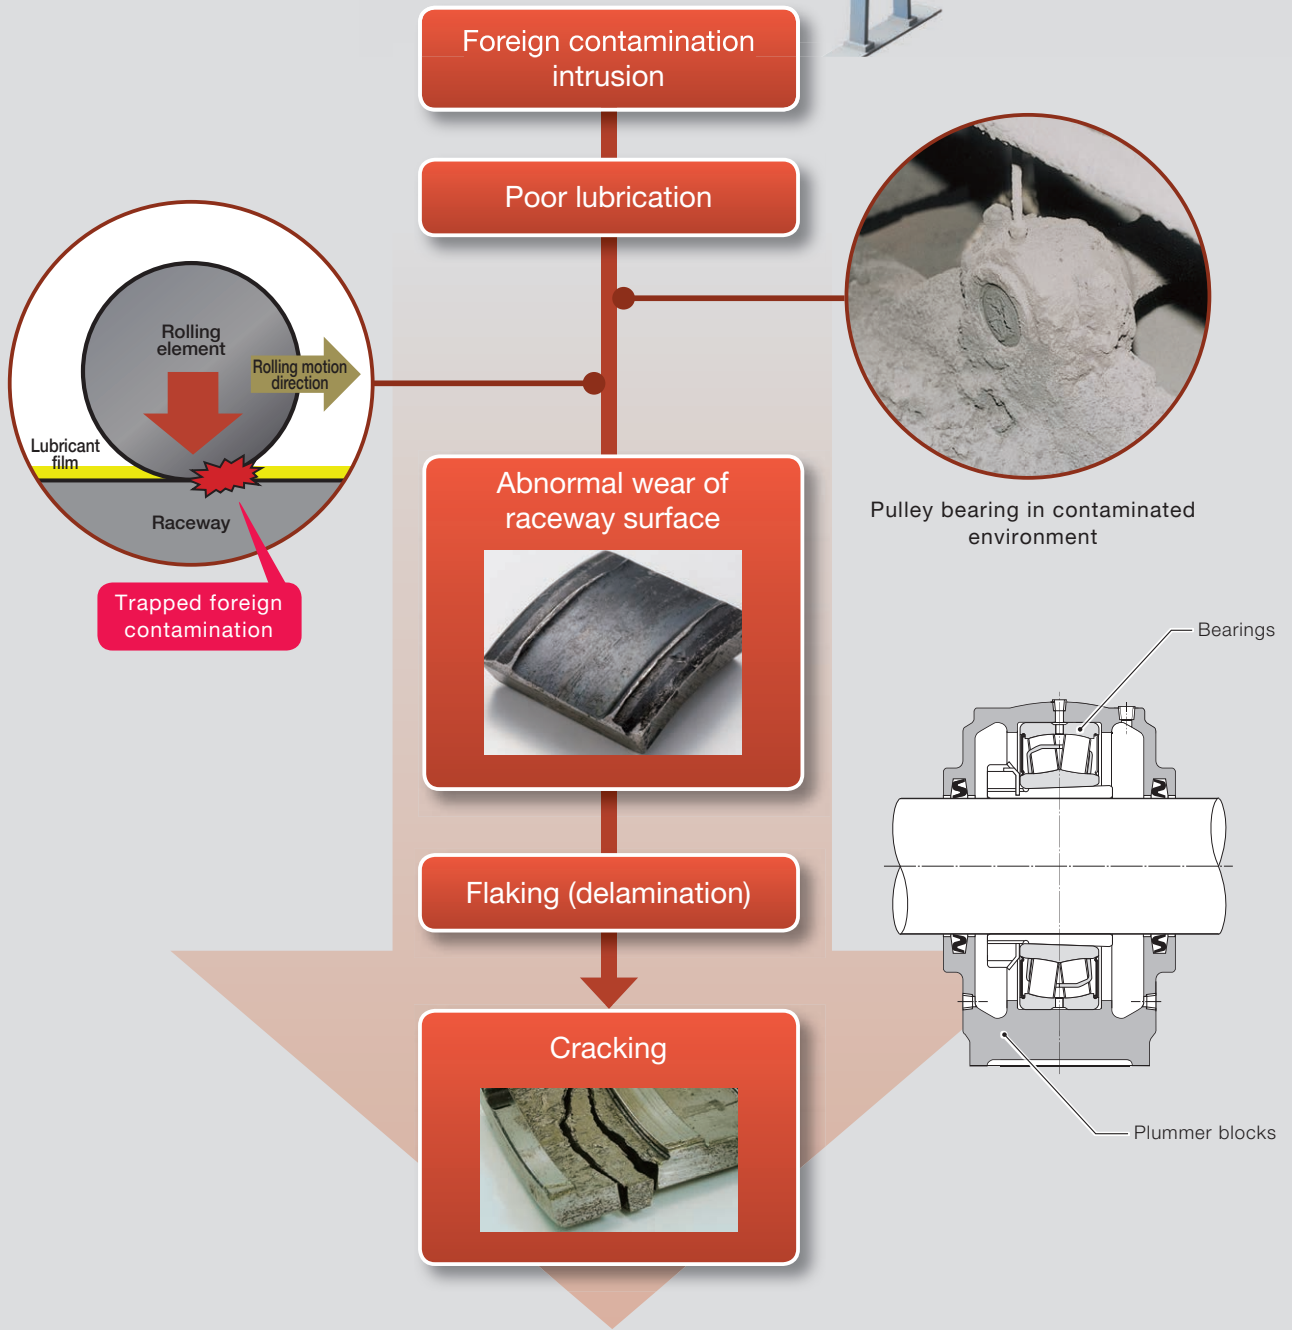 Foreign contamination
intrusion
Poor lubrication
Rolling
element
Rolling motion
direction
Lubricant
film
Raceway
Trapped foreign
contamination
Pulley bearing in contaminated
environment
Abnormal wear of
raceway surface
Bearings
Flaking (delamination)
Cracking
Plummer blocks